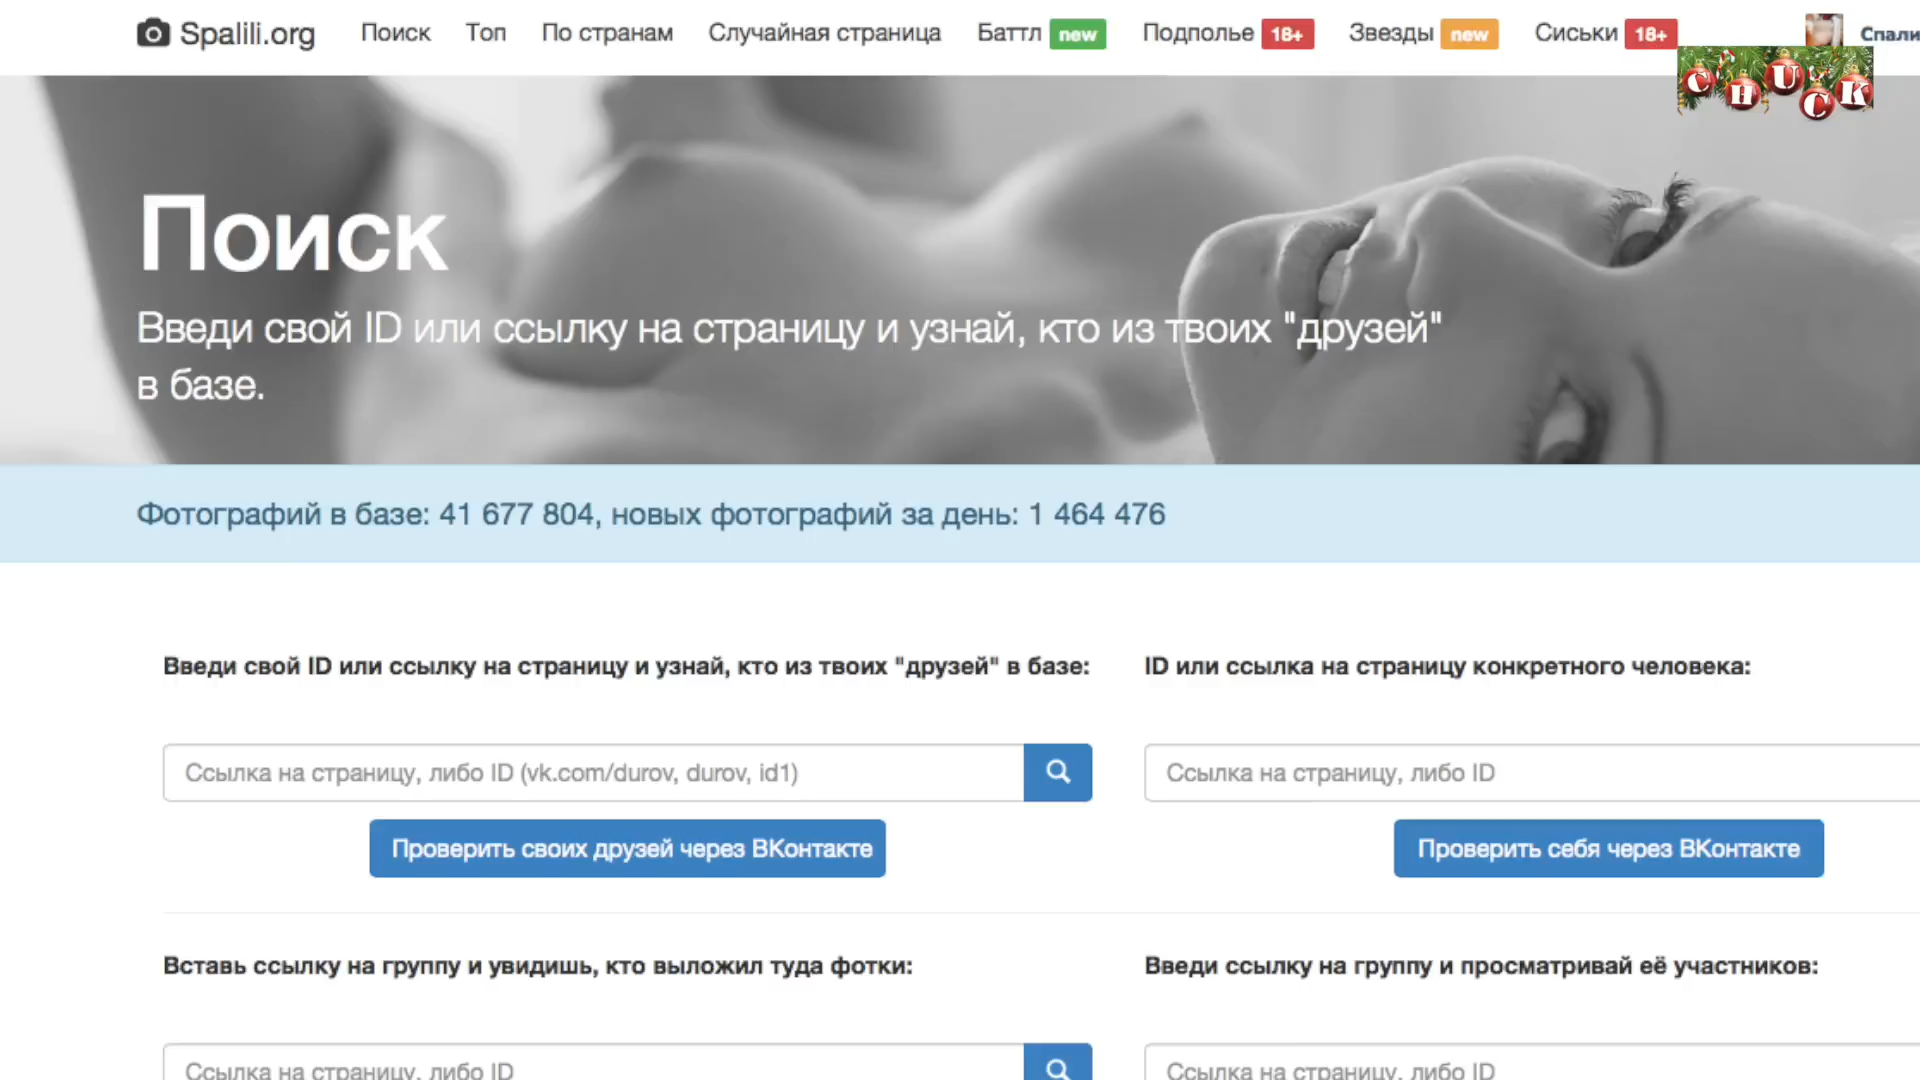 Spalili.org
Поиск
Топ
По странам
Случайная страница
Баттл new
Подполье 18+
Звезды new
Сиськи 18+
Спали
CHUCK
Поиск
Введи свой ID или ссылку на страницу и узнай, кто из твоих "друзей"
в базе.
Фотографий в базе: 41 677 804, новых фотографий за день: 1 464 476
Введи свой ID или ссылку на страницу и узнай, кто из твоих "друзей" в базе:
Ссылка на страницу, либо ID (vk.com/durov, durov, id1)
Проверить своих друзей через ВКонтакте
ID или ссылка на страницу конкретного человека:
Ссылка на страницу, либо ID
Проверить себя через ВКонтакте
Вставь ссылку на группу и увидишь, кто выложил туда фотки:
Ссылка на страницу, либо ID
Введи ссылку на группу и просматривай её участников:
Ссылка на страницу, либо ID